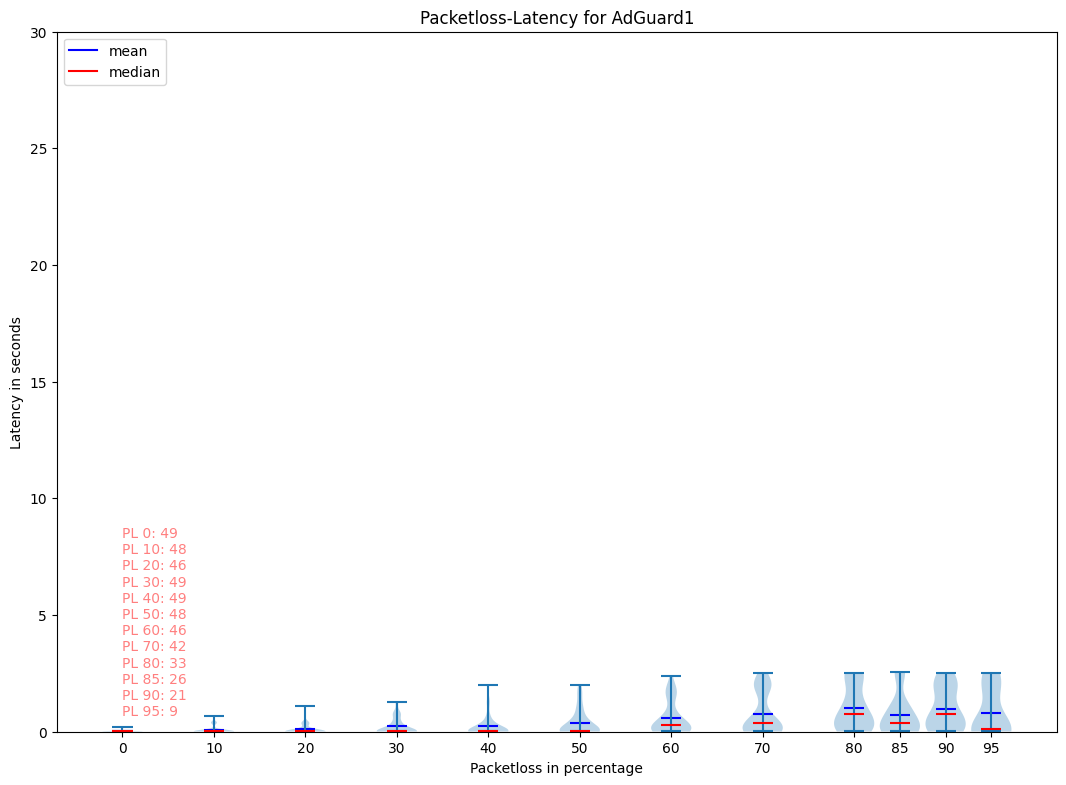 Packetloss-Latency for AdGuard1
30
mean
median
25
20
15
10
5
0
Latency in seconds
PL 0: 49
PL 10: 48
PL 20: 46
PL 30: 49
PL 40: 49
PL 50: 48
PL 60: 46
PL 70: 42
PL 80: 33
PL 85: 26
PL 90: 21
PL 95: 9
0 10 20 30 40 50 60 70 80 85 90 95
Packetloss in percentage